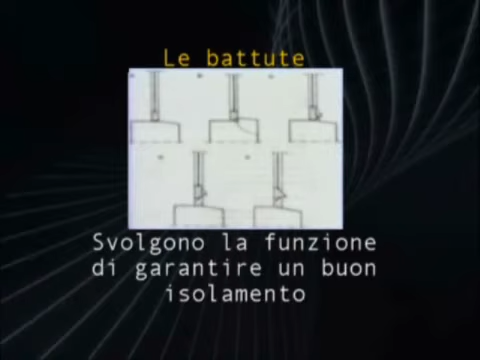 Le battute
Svolgono la funzione
di garantire un buon
isolamento